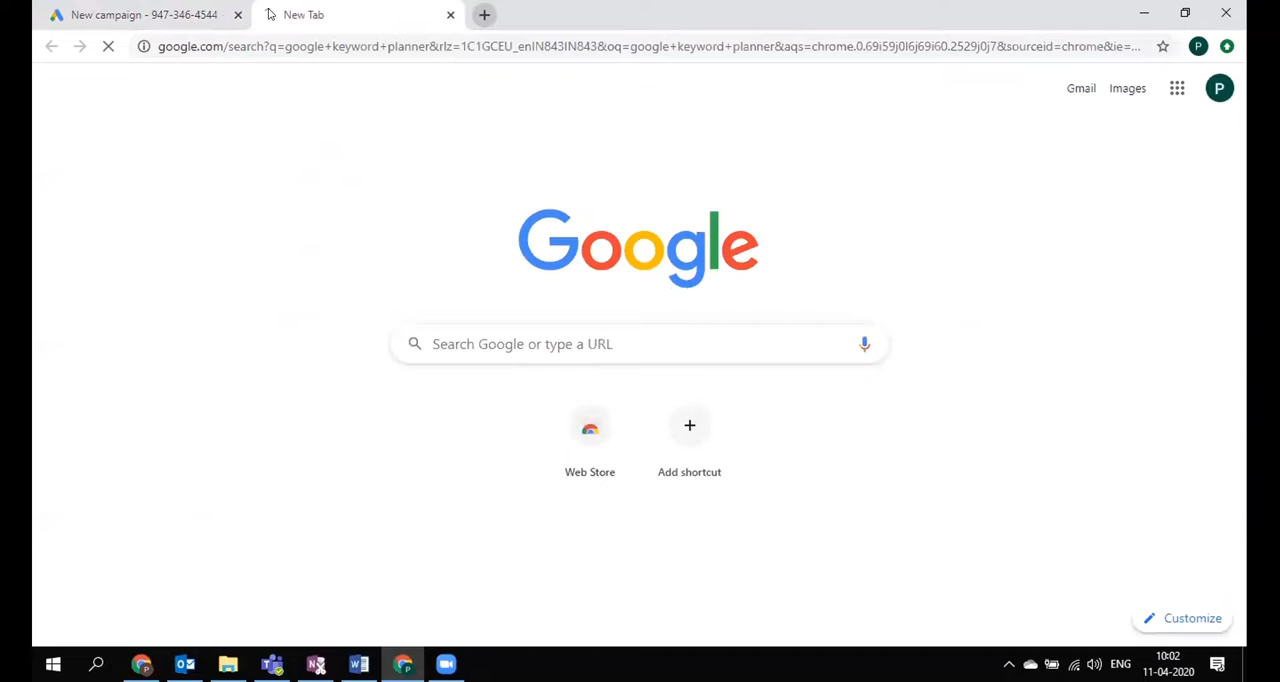 New campaign - 947-346-4544
New Tab
google.com/search?q=google+keyword+planner&rlz=1C1GCEU_enIN843IN843&oq=google+keyword+planner&aqs=chrome.0.69i59j0l6j69i60.2529j0j7&sourceid=chrome&ie=...
P
Gmail Images
P
Google
Search Google or type a URL
Web Store
Add shortcut
Customize
ENG
10:02
11-04-2020